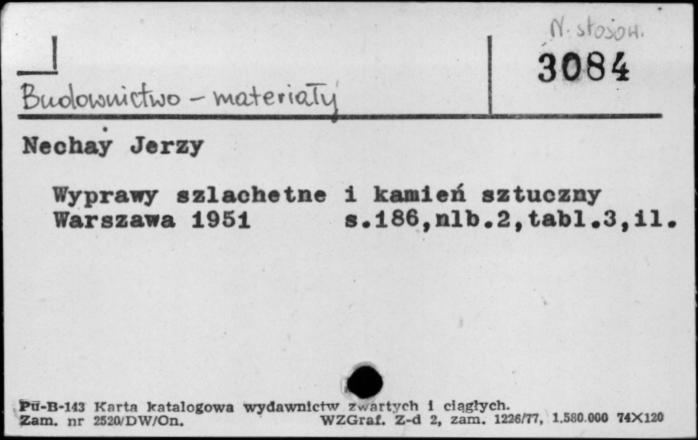 N. stosow.
3084
Budownictwo - materiały
Nechay Jerzy
Wyprawy szlachetne i kamień sztuczny
Warszawa 1951 s.186,nlb.2,tabl.3,il.
Pu-B-143 Karta katalogowa wydawnictw zwartych i ciągłych.
Zam. nr 2520/DW/On. WZGraf. Z-d 2, zam. 1226/77, 1.580.000 74X120